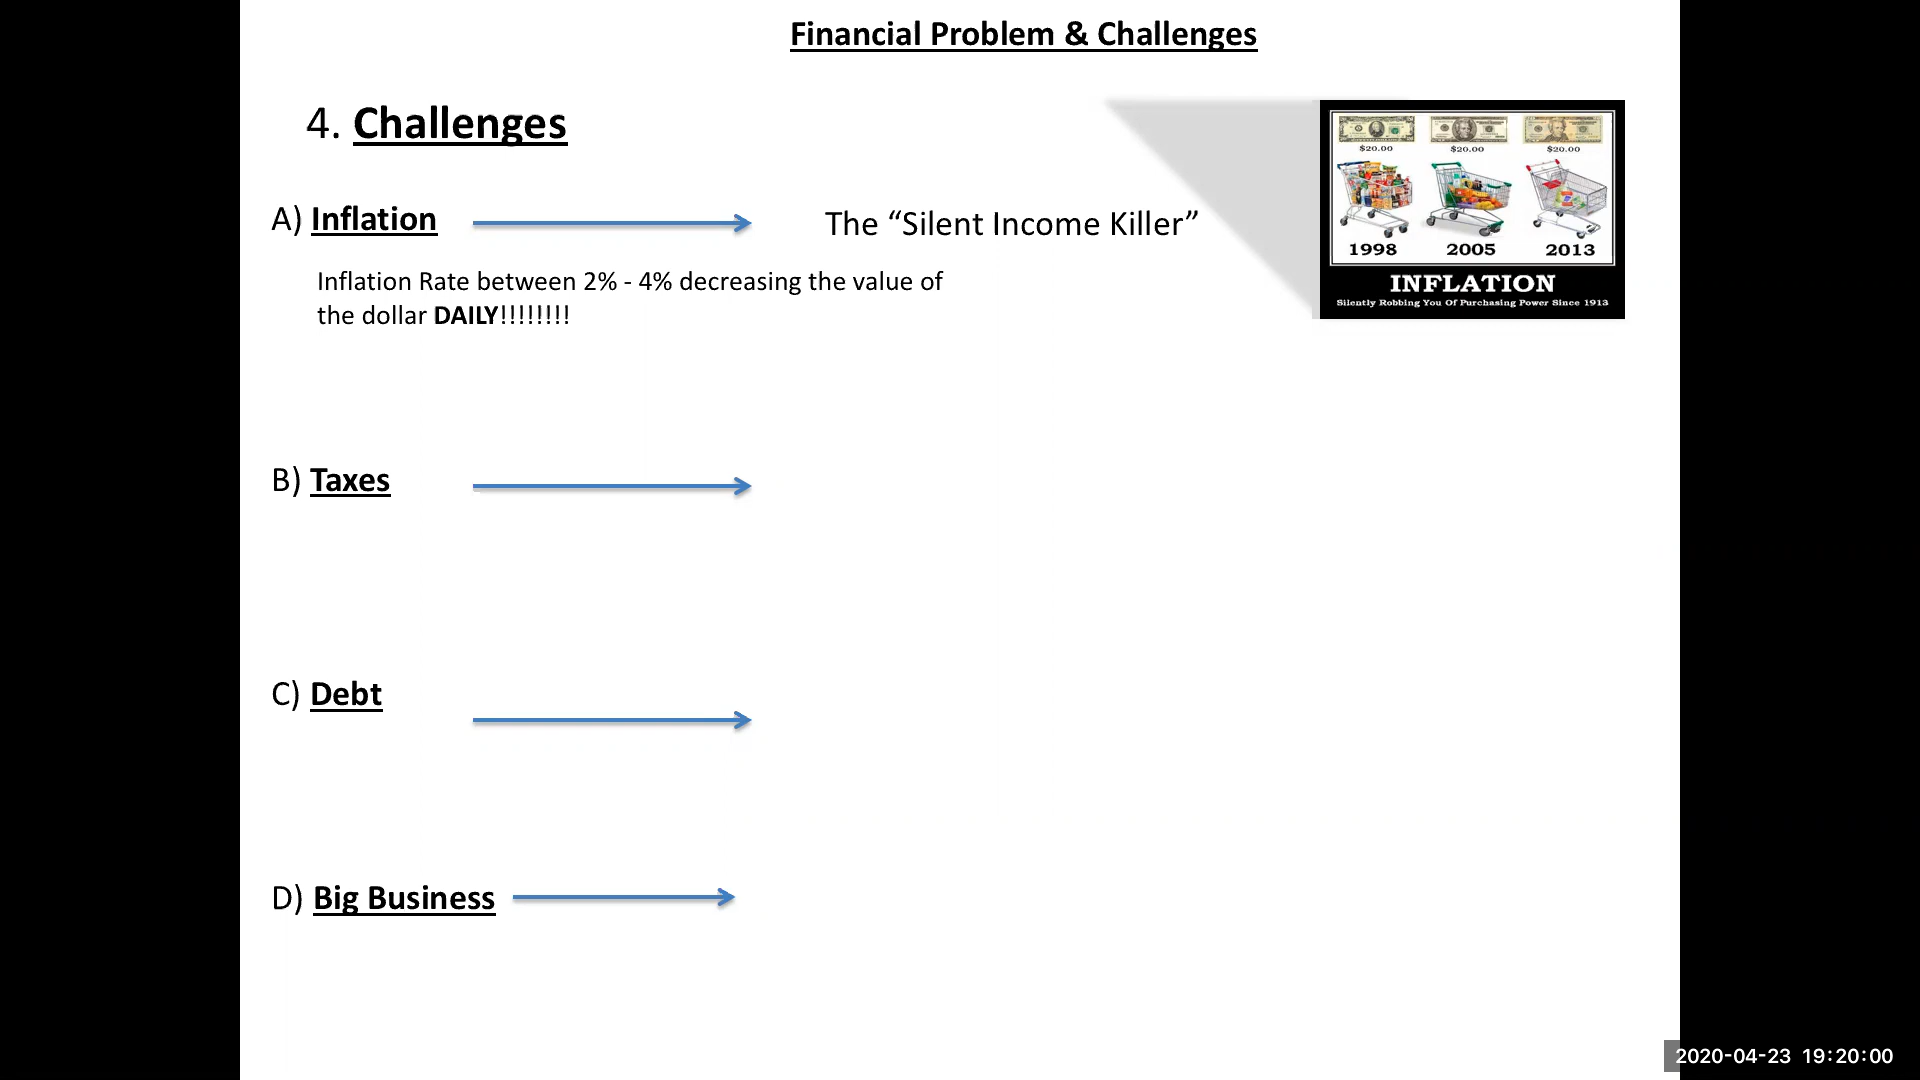 Financial Problem & Challenges
4. Challenges
A) Inflation
The “Silent Income Killer”
Inflation Rate between 2% - 4% decreasing the value of
the dollar DAILY!!!!!!!!
$20.00 $20.00 $20.00
1998 2005 2013
INFLATION
Silently Robbing You Of Purchasing Power Since 1913
B) Taxes
C) Debt
D) Big Business
2020-04-23 19:20:00